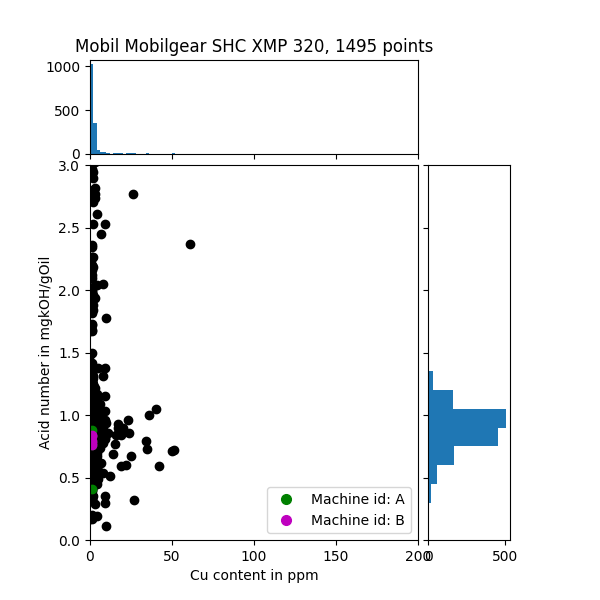 Mobil Mobilgear SHC XMP 320, 1495 points
1000
500
0
3.0
2.5
2.0
1.5
1.0
0.5
0.0
Acid number in mgkOH/gOil
Machine id: A
Machine id: B
0 50 100 150 200 0 500
Cu content in ppm